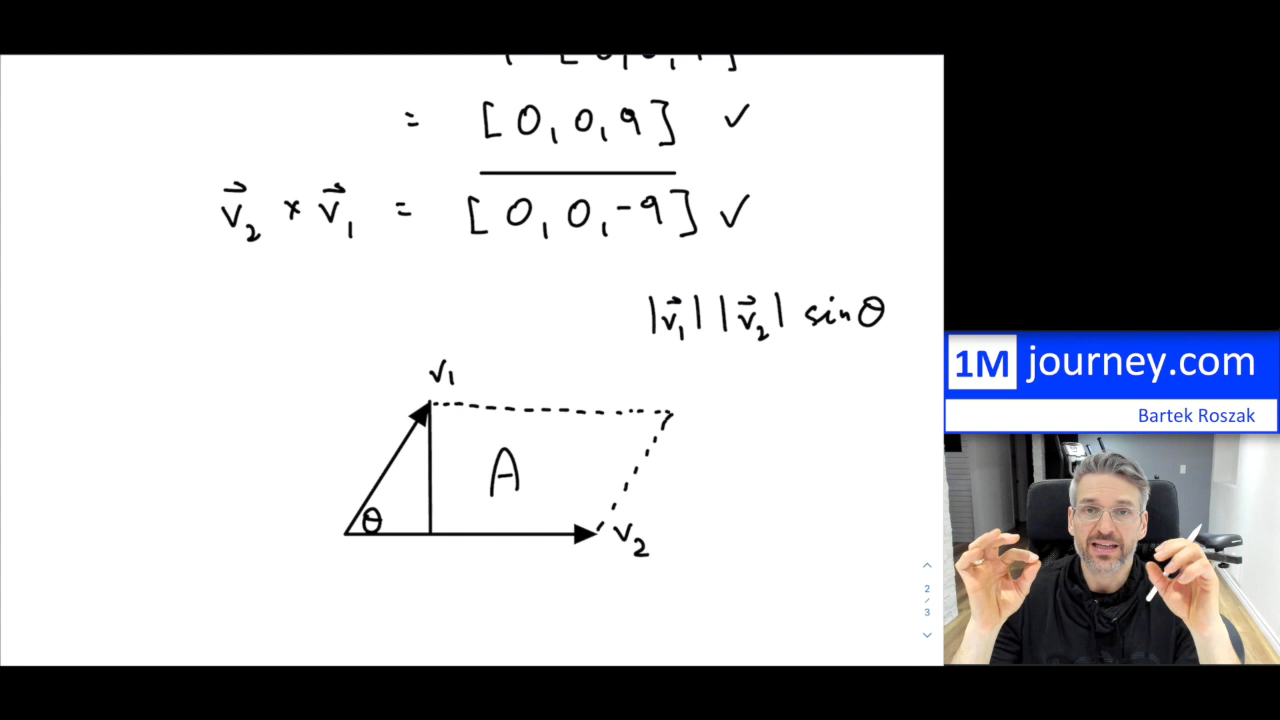 = [0, 0, 9] ✓
v⃗₂ × v⃗₁ = [0, 0, -9] ✓
|v⃗₁| |v⃗₂| sin θ
v₁
A
θ
v₂
2
/
3
1M journey.com
Bartek Roszak